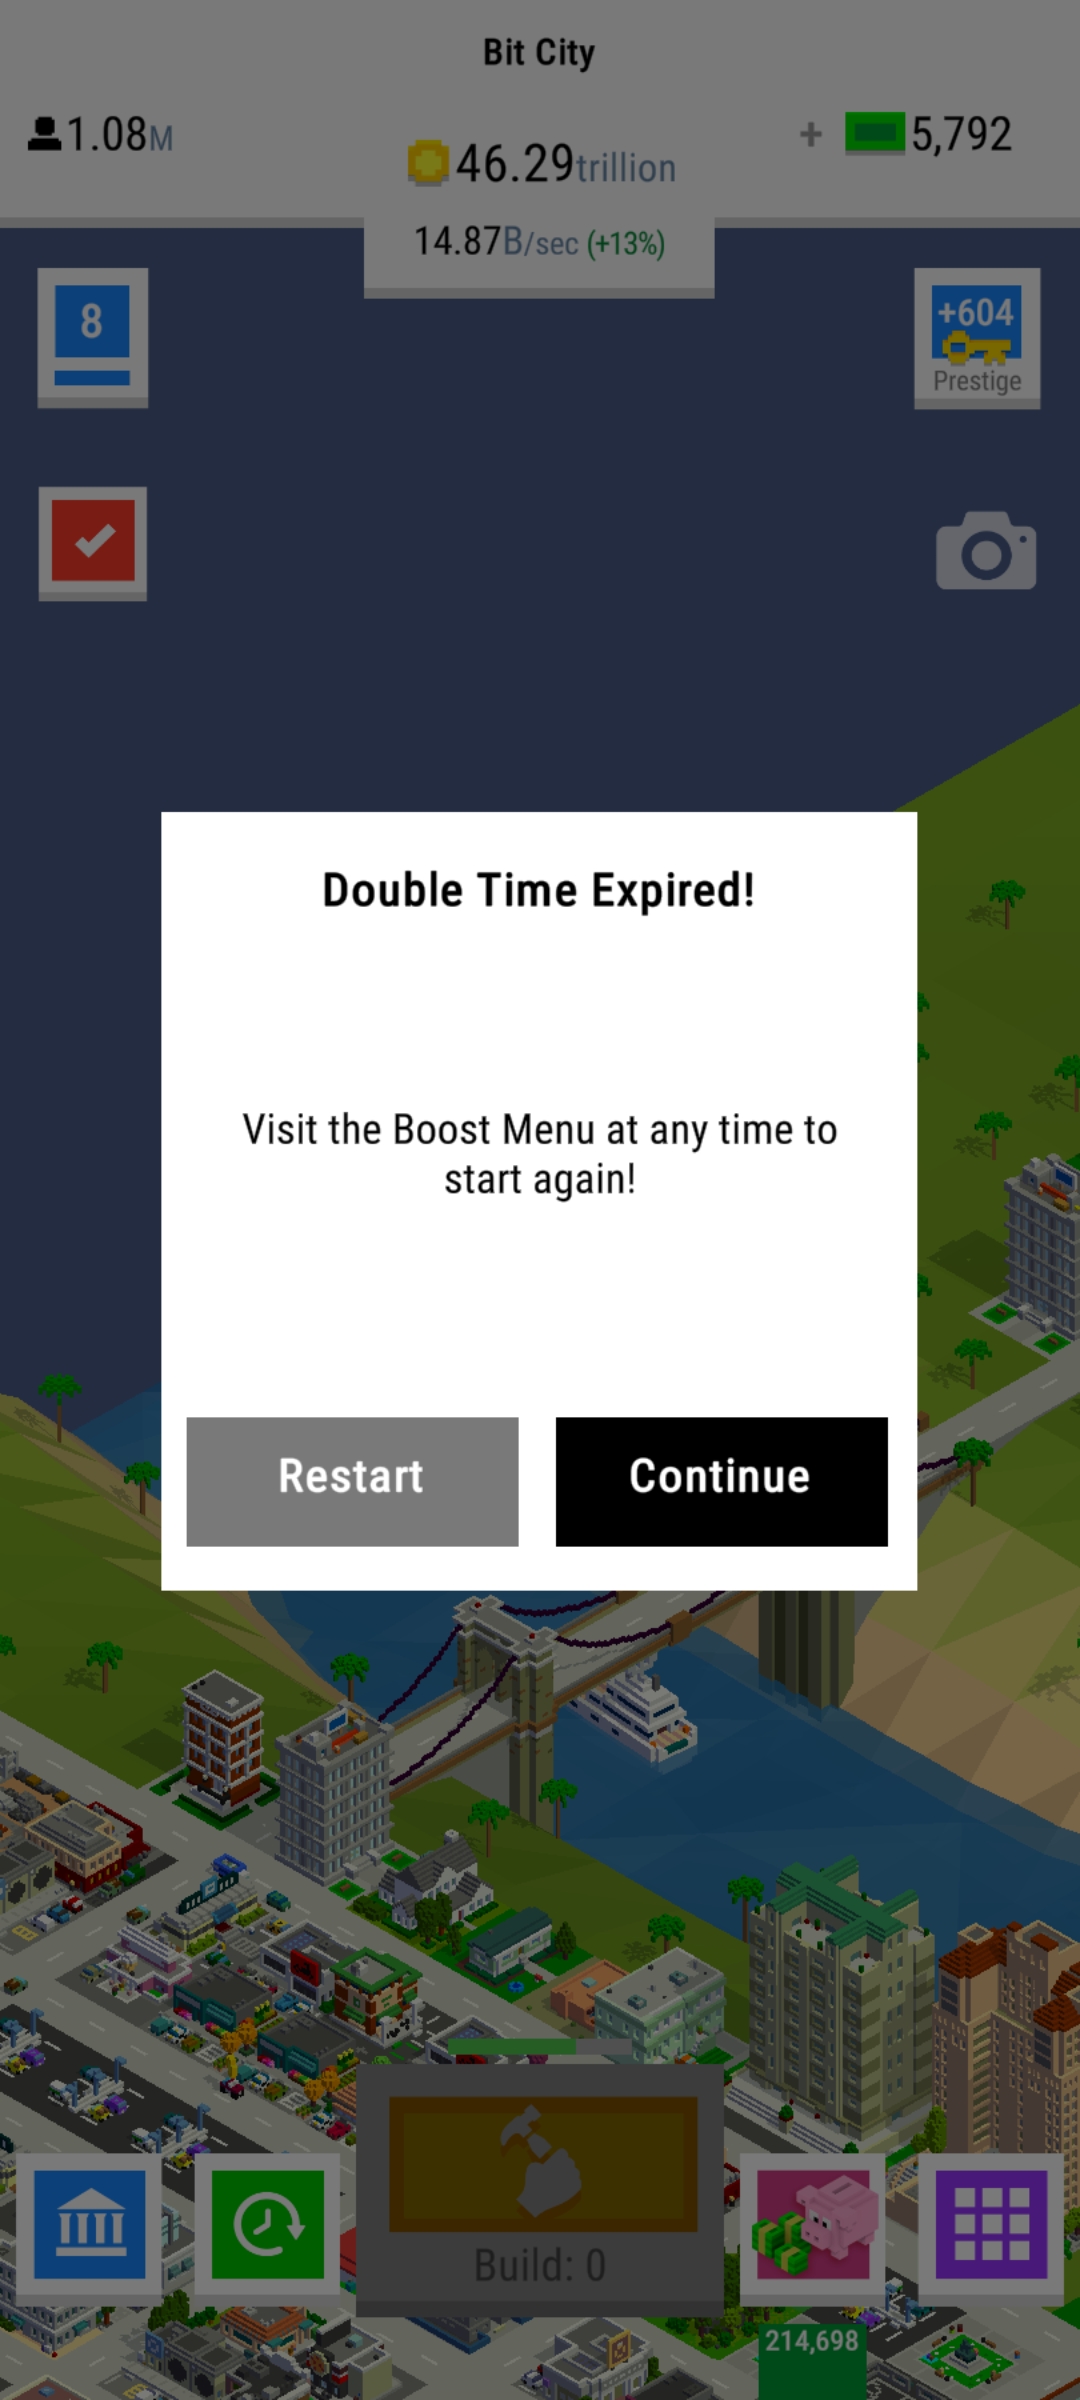 Bit City
1.08M
46.29trillion
+ 5,792
14.87B/sec (+13%)
8
+604
Prestige
Double Time Expired!
Visit the Boost Menu at any time to
start again!
Restart
Continue
Build: 0
214,698